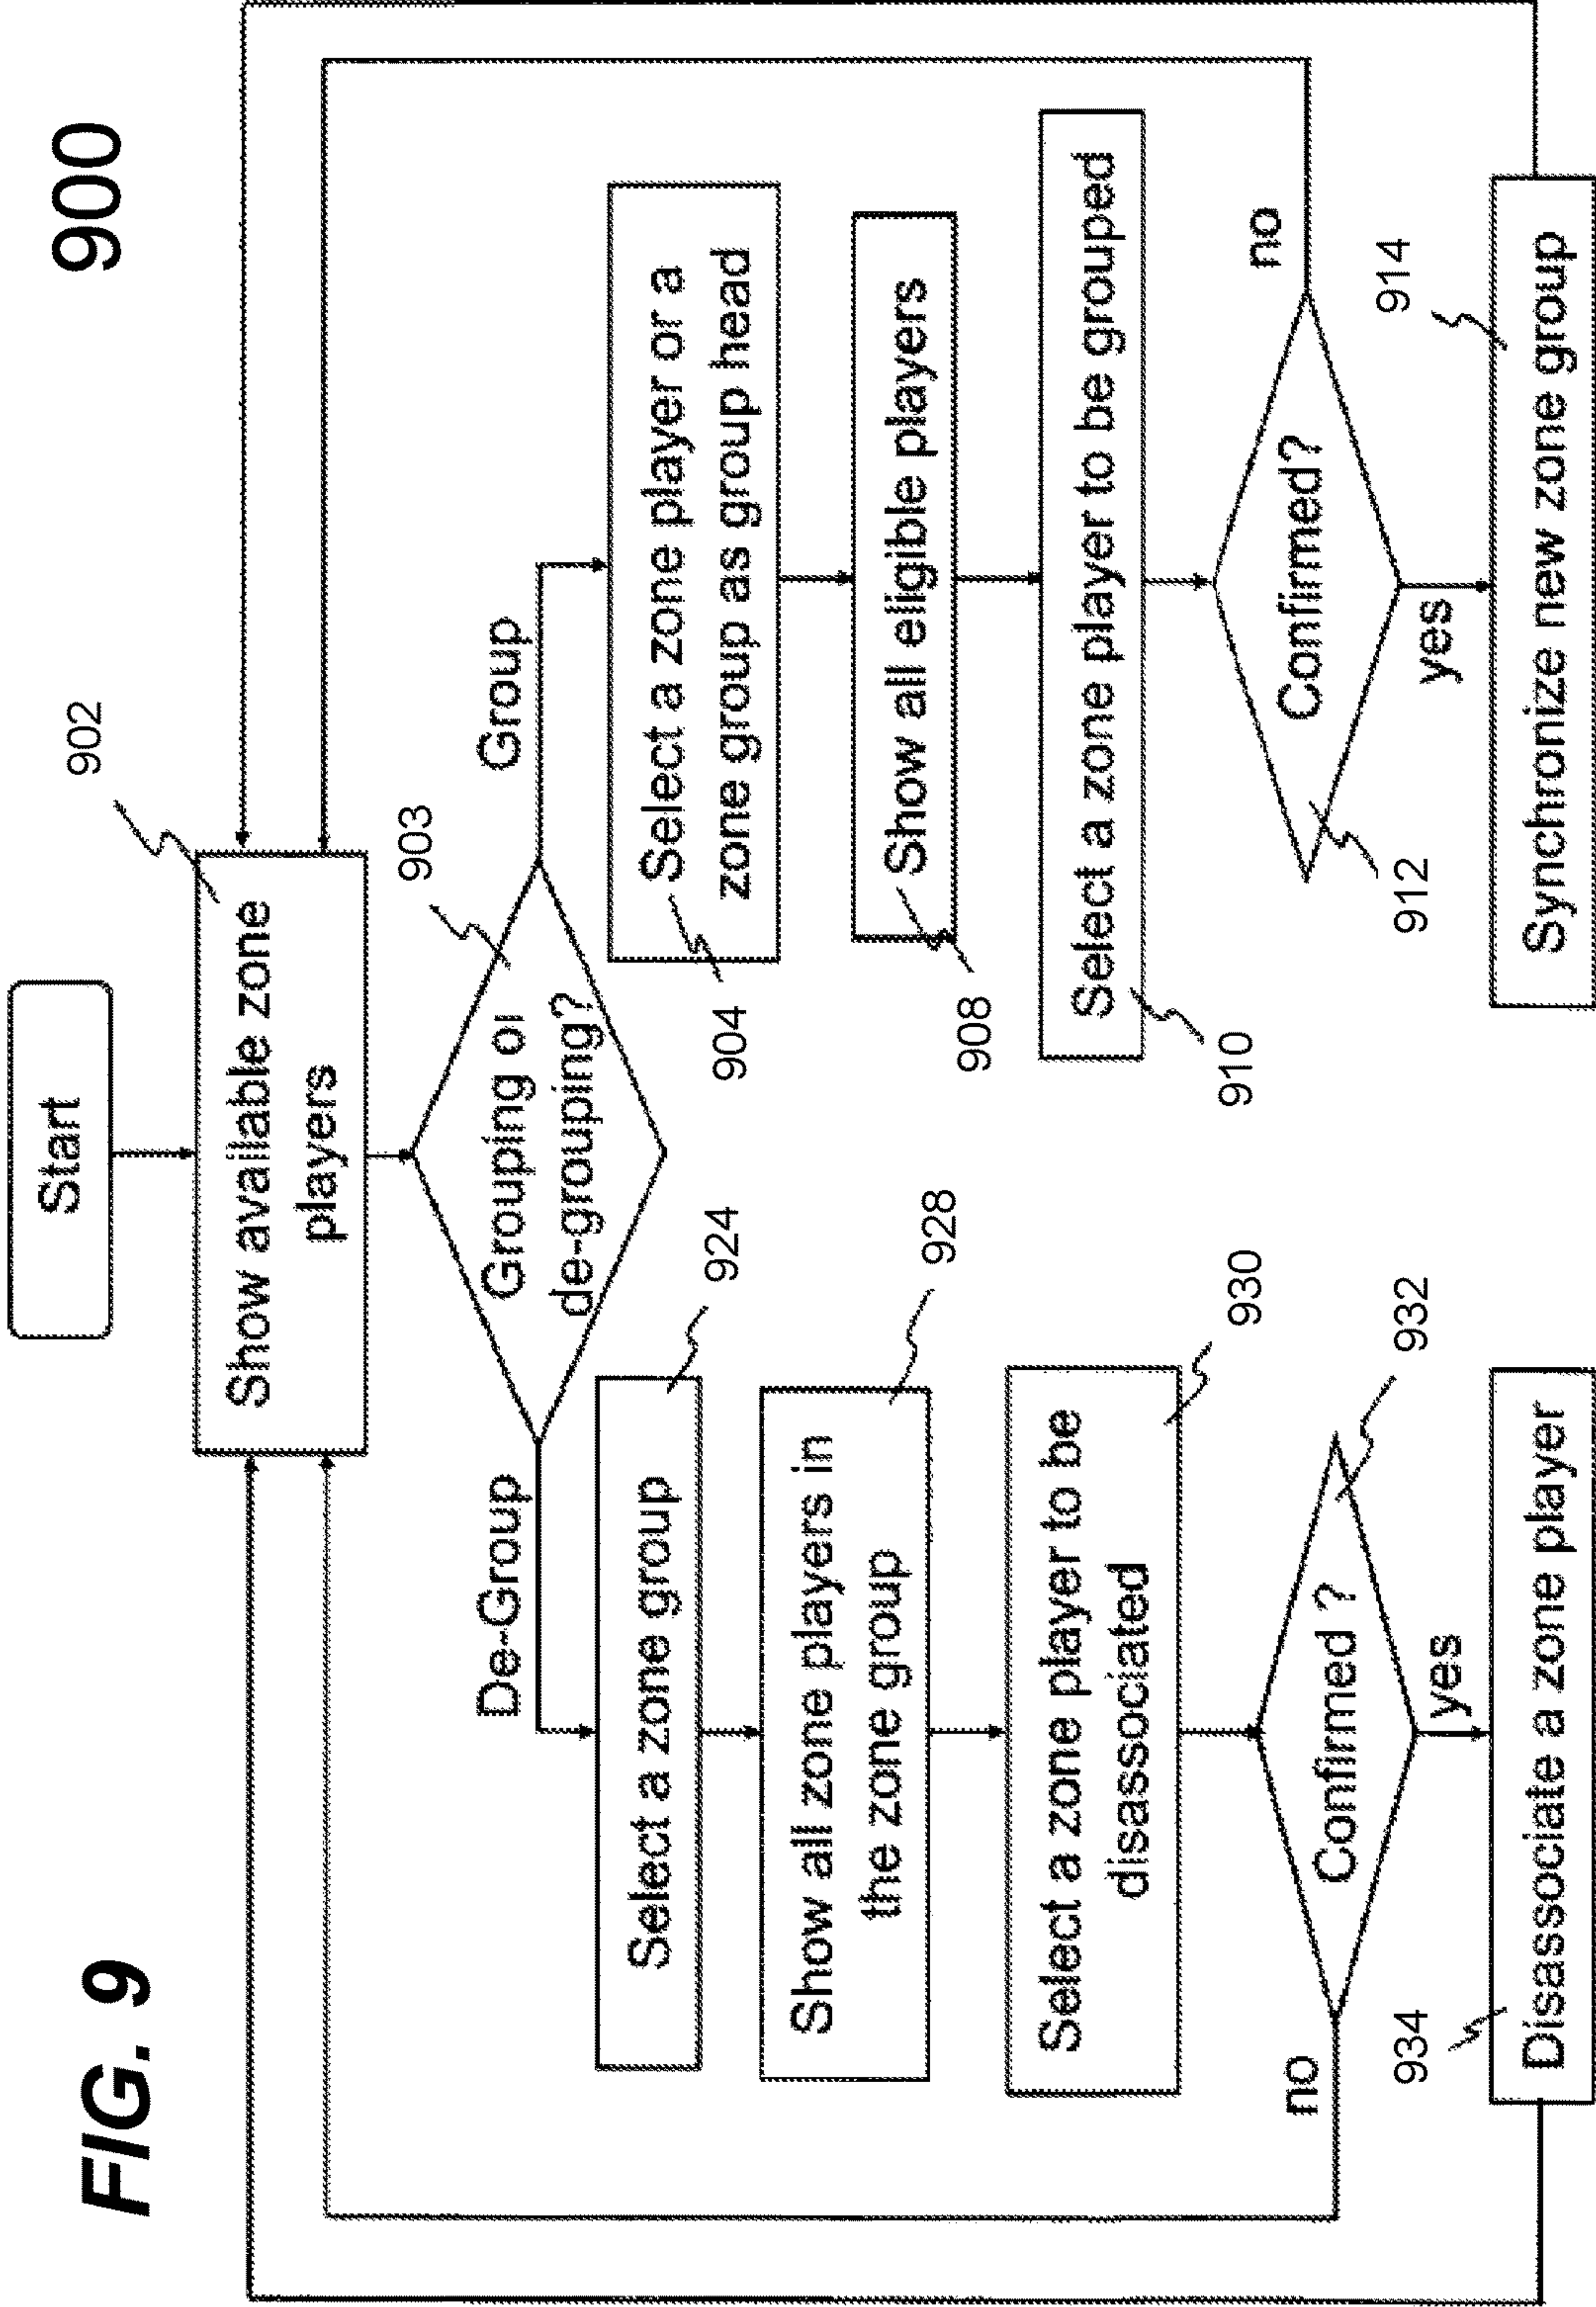 FIG. 9
900
Start
902
Show available zone
players
903
Grouping or
de-grouping?
De-Group
Group
924
Select a zone group
928
Show all zone players in
the zone group
930
Select a zone player to be
disassociated
932
Confirmed ?
no
yes
934
Disassociate a zone player
Select a zone player or a
zone group as group head
904
Show all eligible players
908
Select a zone player to be grouped
910
Confirmed?
no
912
yes
914
Synchronize new zone group